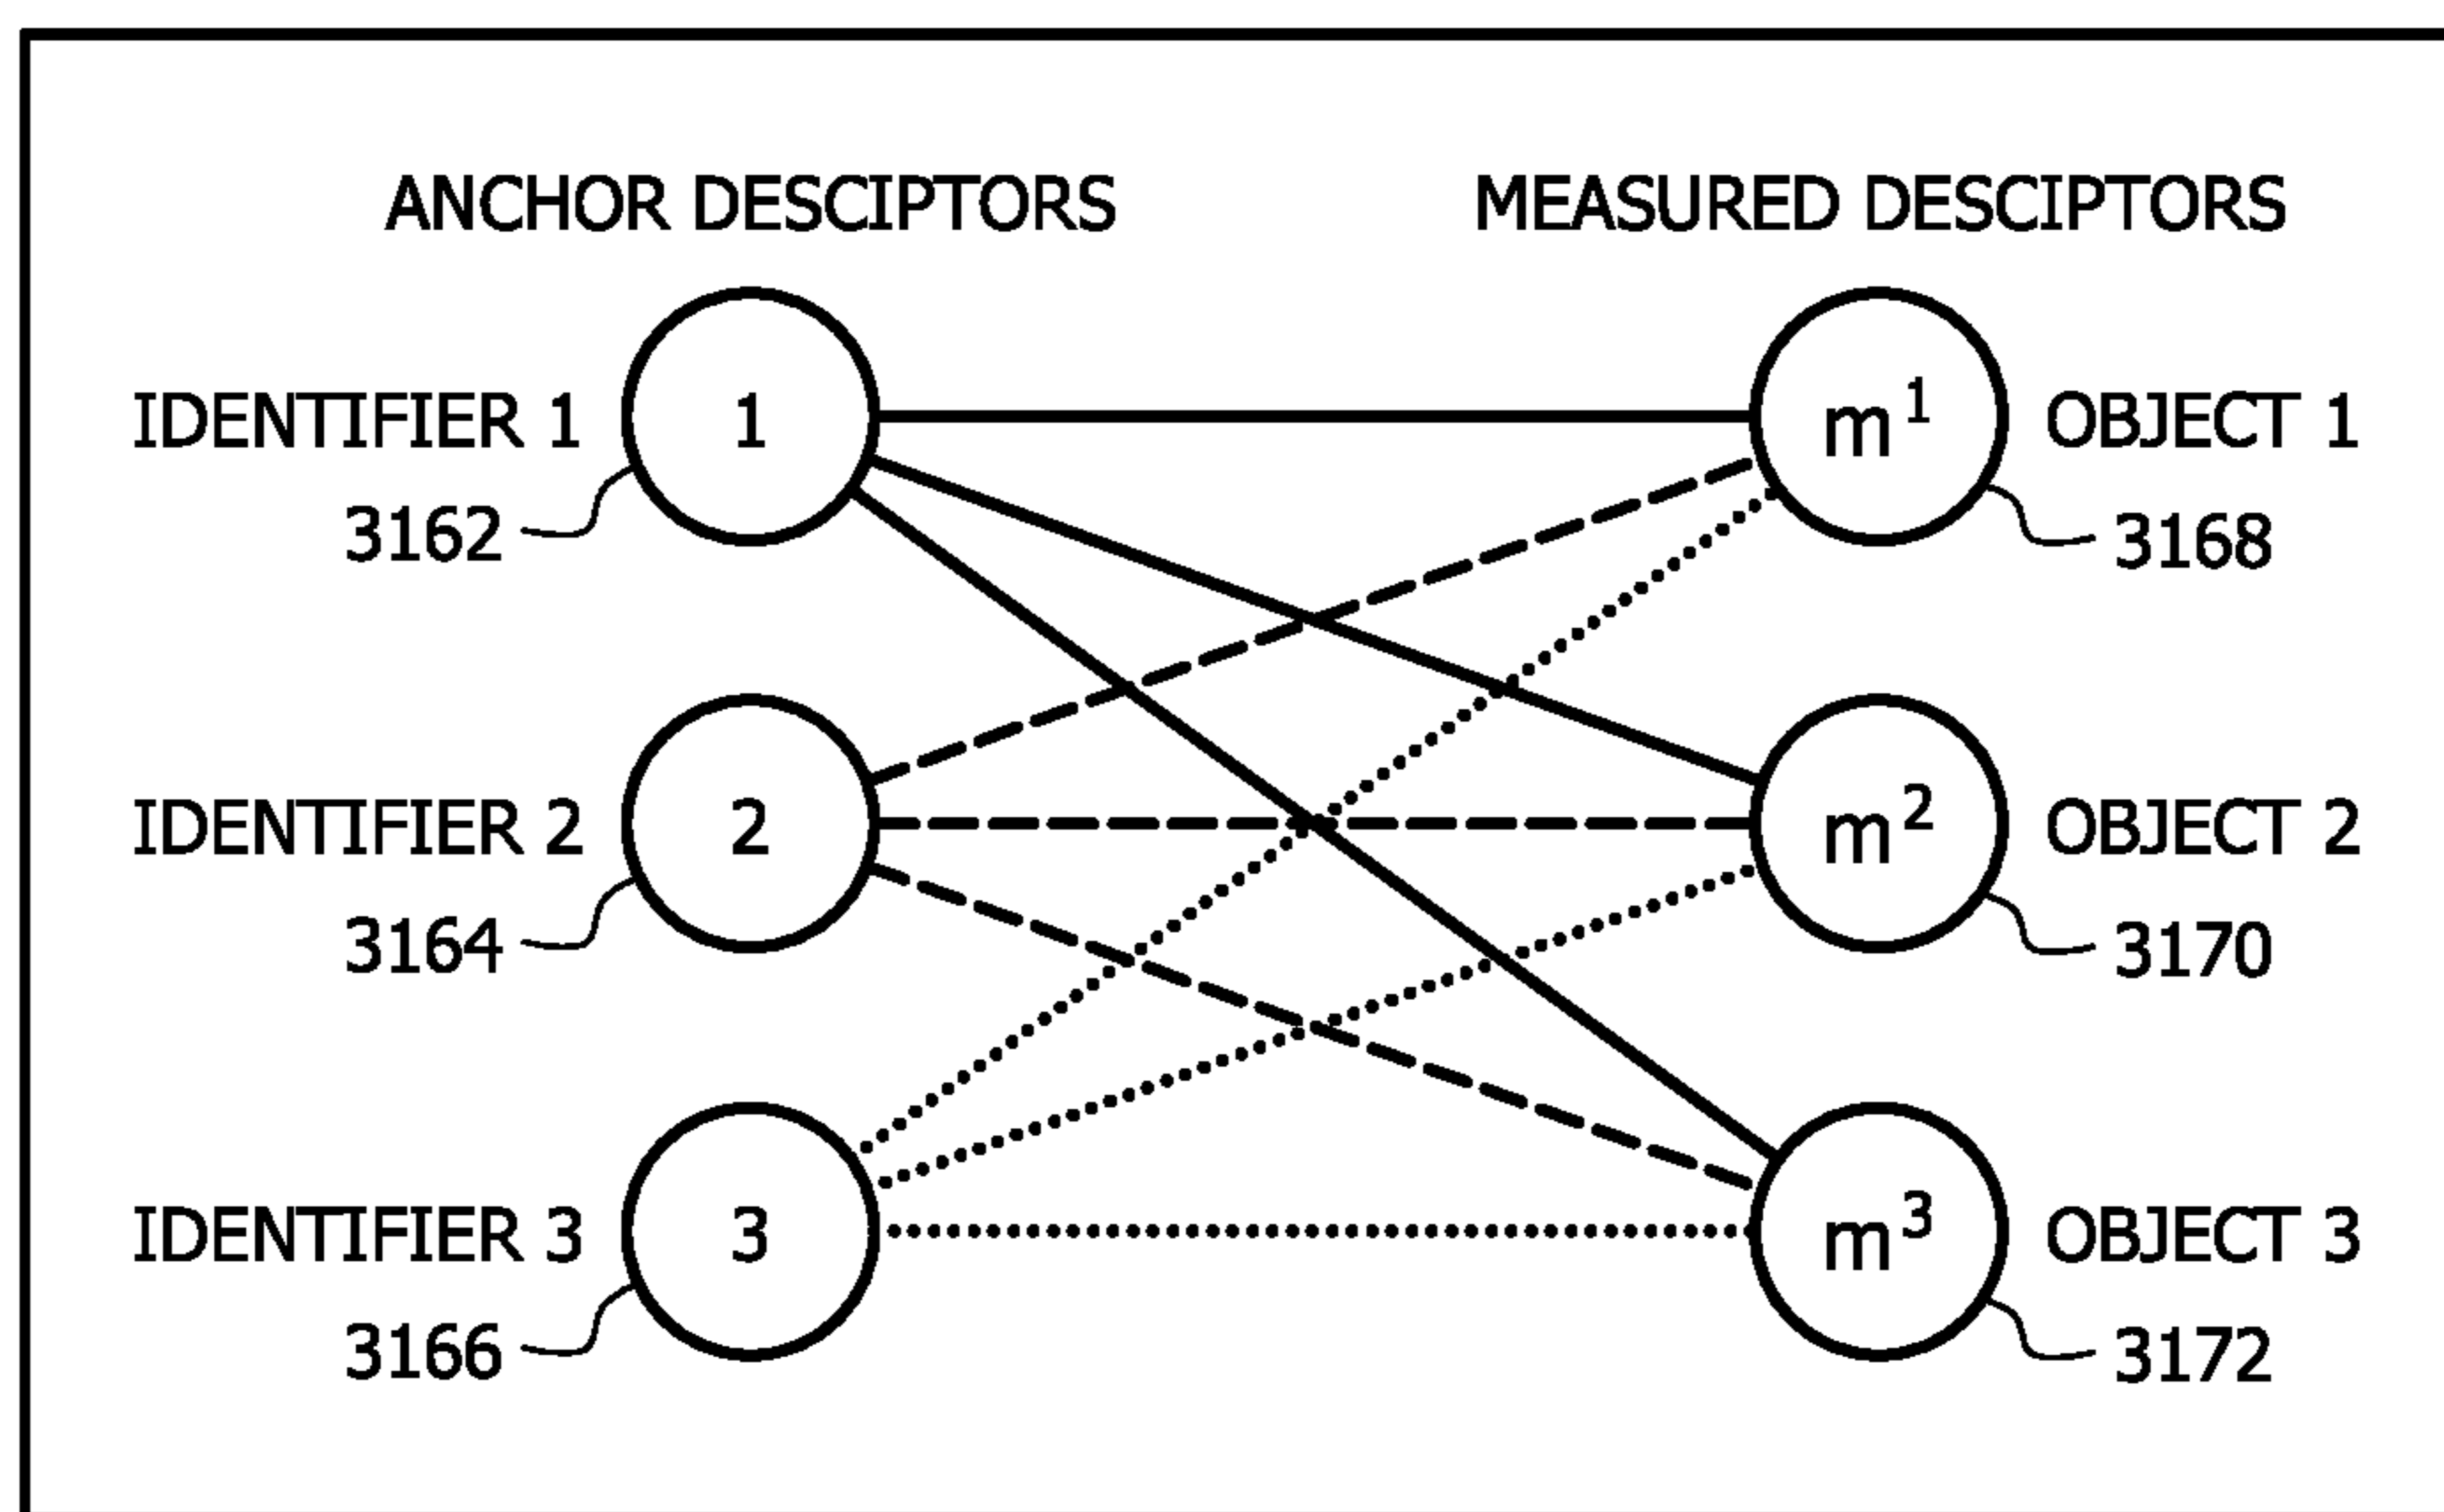 ANCHOR DESCIPTORS
MEASURED DESCIPTORS
IDENTIFIER 1
1
m¹
OBJECT 1
3162
3168
IDENTIFIER 2
2
m²
OBJECT 2
3164
3170
IDENTIFIER 3
3
m³
OBJECT 3
3166
3172